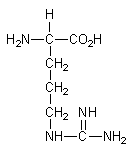 H
H₂N C CO₂H
CH₂
CH₂
CH₂ NH
NH C NH₂